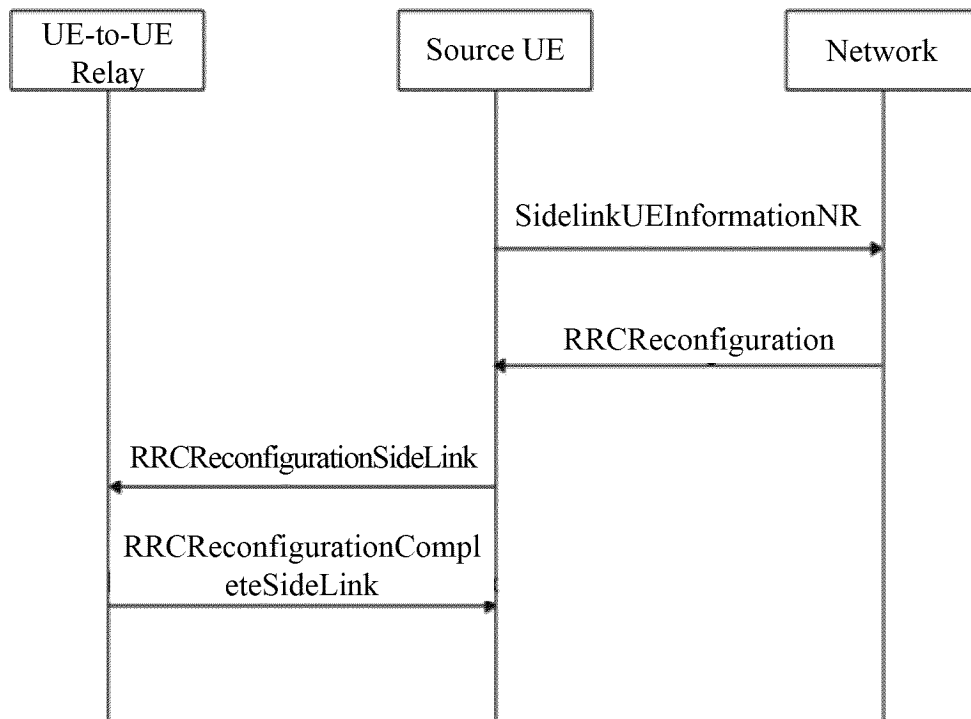 UE-to-UE
Relay
Source UE
Network
SidelinkUEInformationNR
RRCReconfiguration
RRCReconfigurationSideLink
RRCReconfigurationCompl
eteSideLink